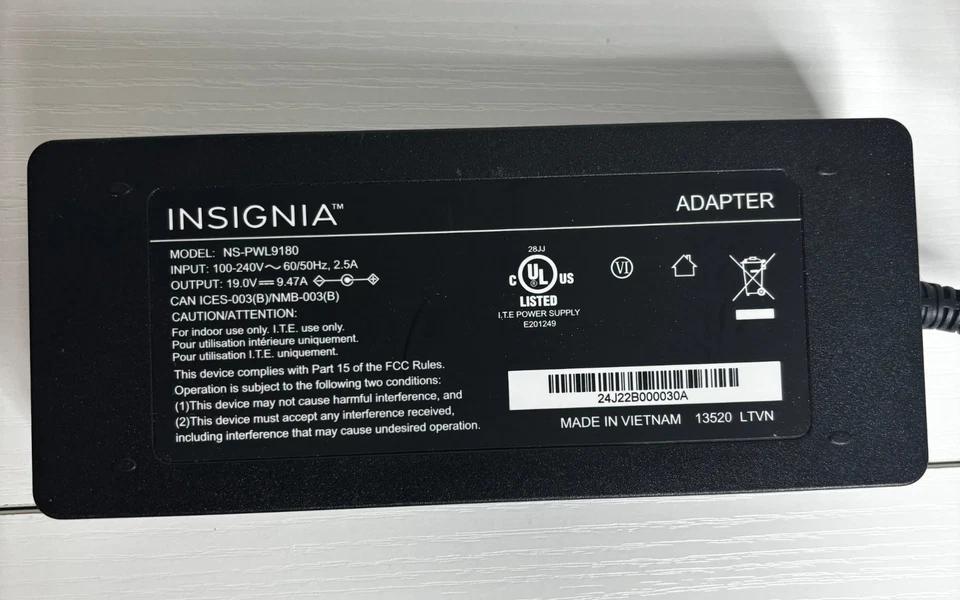 INSIGNIA™
ADAPTER
MODEL: NS-PWL9180
INPUT: 100-240V～60/50Hz, 2.5A
OUTPUT: 19.0V⎓9.47A
CAN ICES-003(B)/NMB-003(B)
CAUTION/ATTENTION:
For indoor use only. I.T.E. use only.
Pour utilisation intérieure uniquement.
Pour utilisation I.T.E. uniquement.
This device complies with Part 15 of the FCC Rules.
Operation is subject to the following two conditions:
(1)This device may not cause harmful interference, and
(2)This device must accept any interference received,
including interference that may cause undesired operation.
28JJ
C UL US
LISTED
I.T.E POWER SUPPLY
E201249
VI
24J22B000030A
MADE IN VIETNAM 13520 LTVN